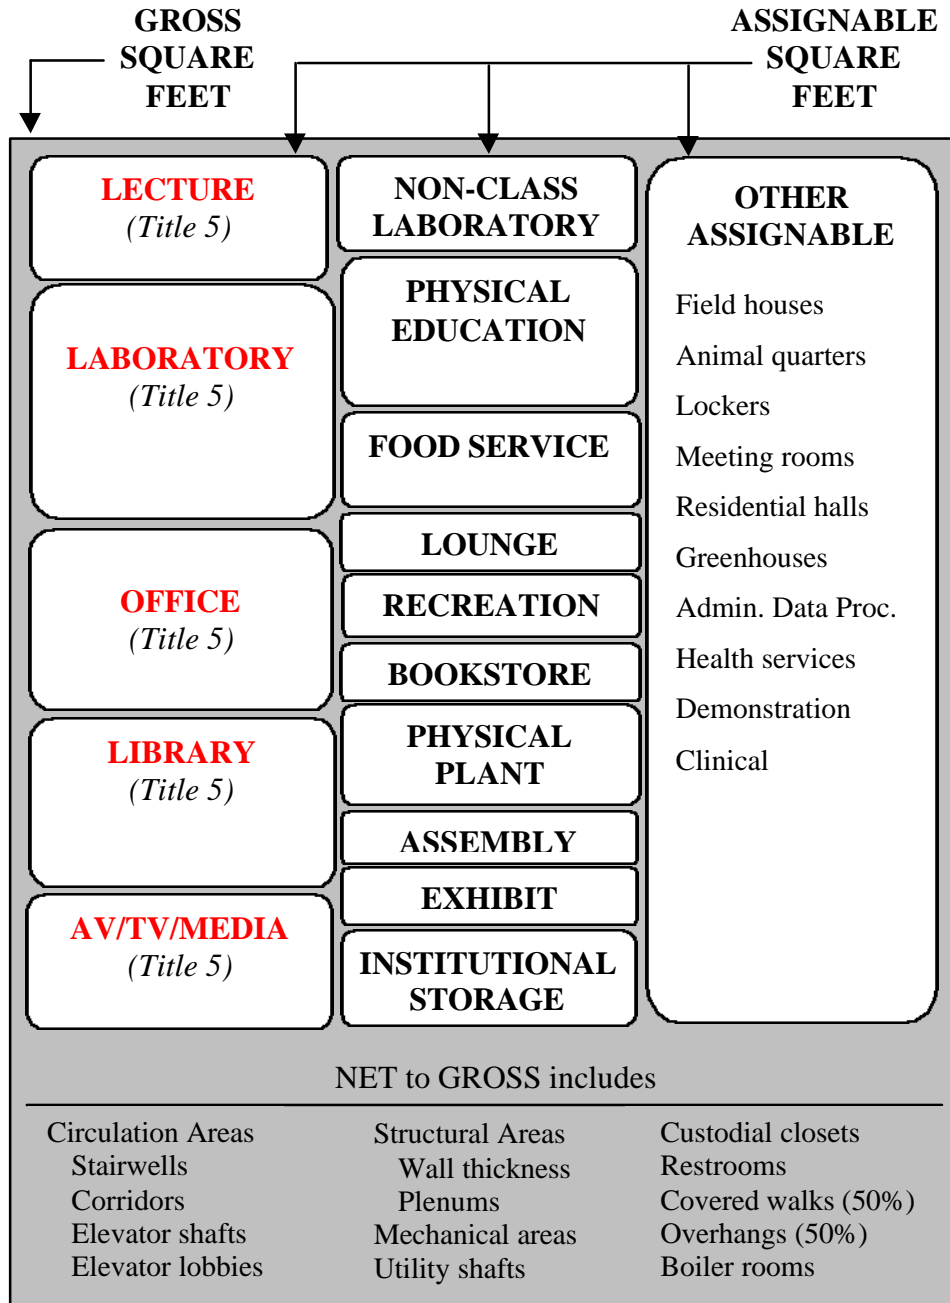 GROSS
SQUARE
FEET
ASSIGNABLE
SQUARE
FEET
LECTURE
(Title 5)
LABORATORY
(Title 5)
OFFICE
(Title 5)
LIBRARY
(Title 5)
AV/TV/MEDIA
(Title 5)
NON-CLASS
LABORATORY
PHYSICAL
EDUCATION
FOOD SERVICE
LOUNGE
RECREATION
BOOKSTORE
PHYSICAL
PLANT
ASSEMBLY
EXHIBIT
INSTITUTIONAL
STORAGE
OTHER
ASSIGNABLE
Field houses
Animal quarters
Lockers
Meeting rooms
Residential halls
Greenhouses
Admin. Data Proc.
Health services
Demonstration
Clinical
NET to GROSS includes
Circulation Areas
Stairwells
Corridors
Elevator shafts
Elevator lobbies
Structural Areas
Wall thickness
Plenums
Mechanical areas
Utility shafts
Custodial closets
Restrooms
Covered walks (50%)
Overhangs (50%)
Boiler rooms